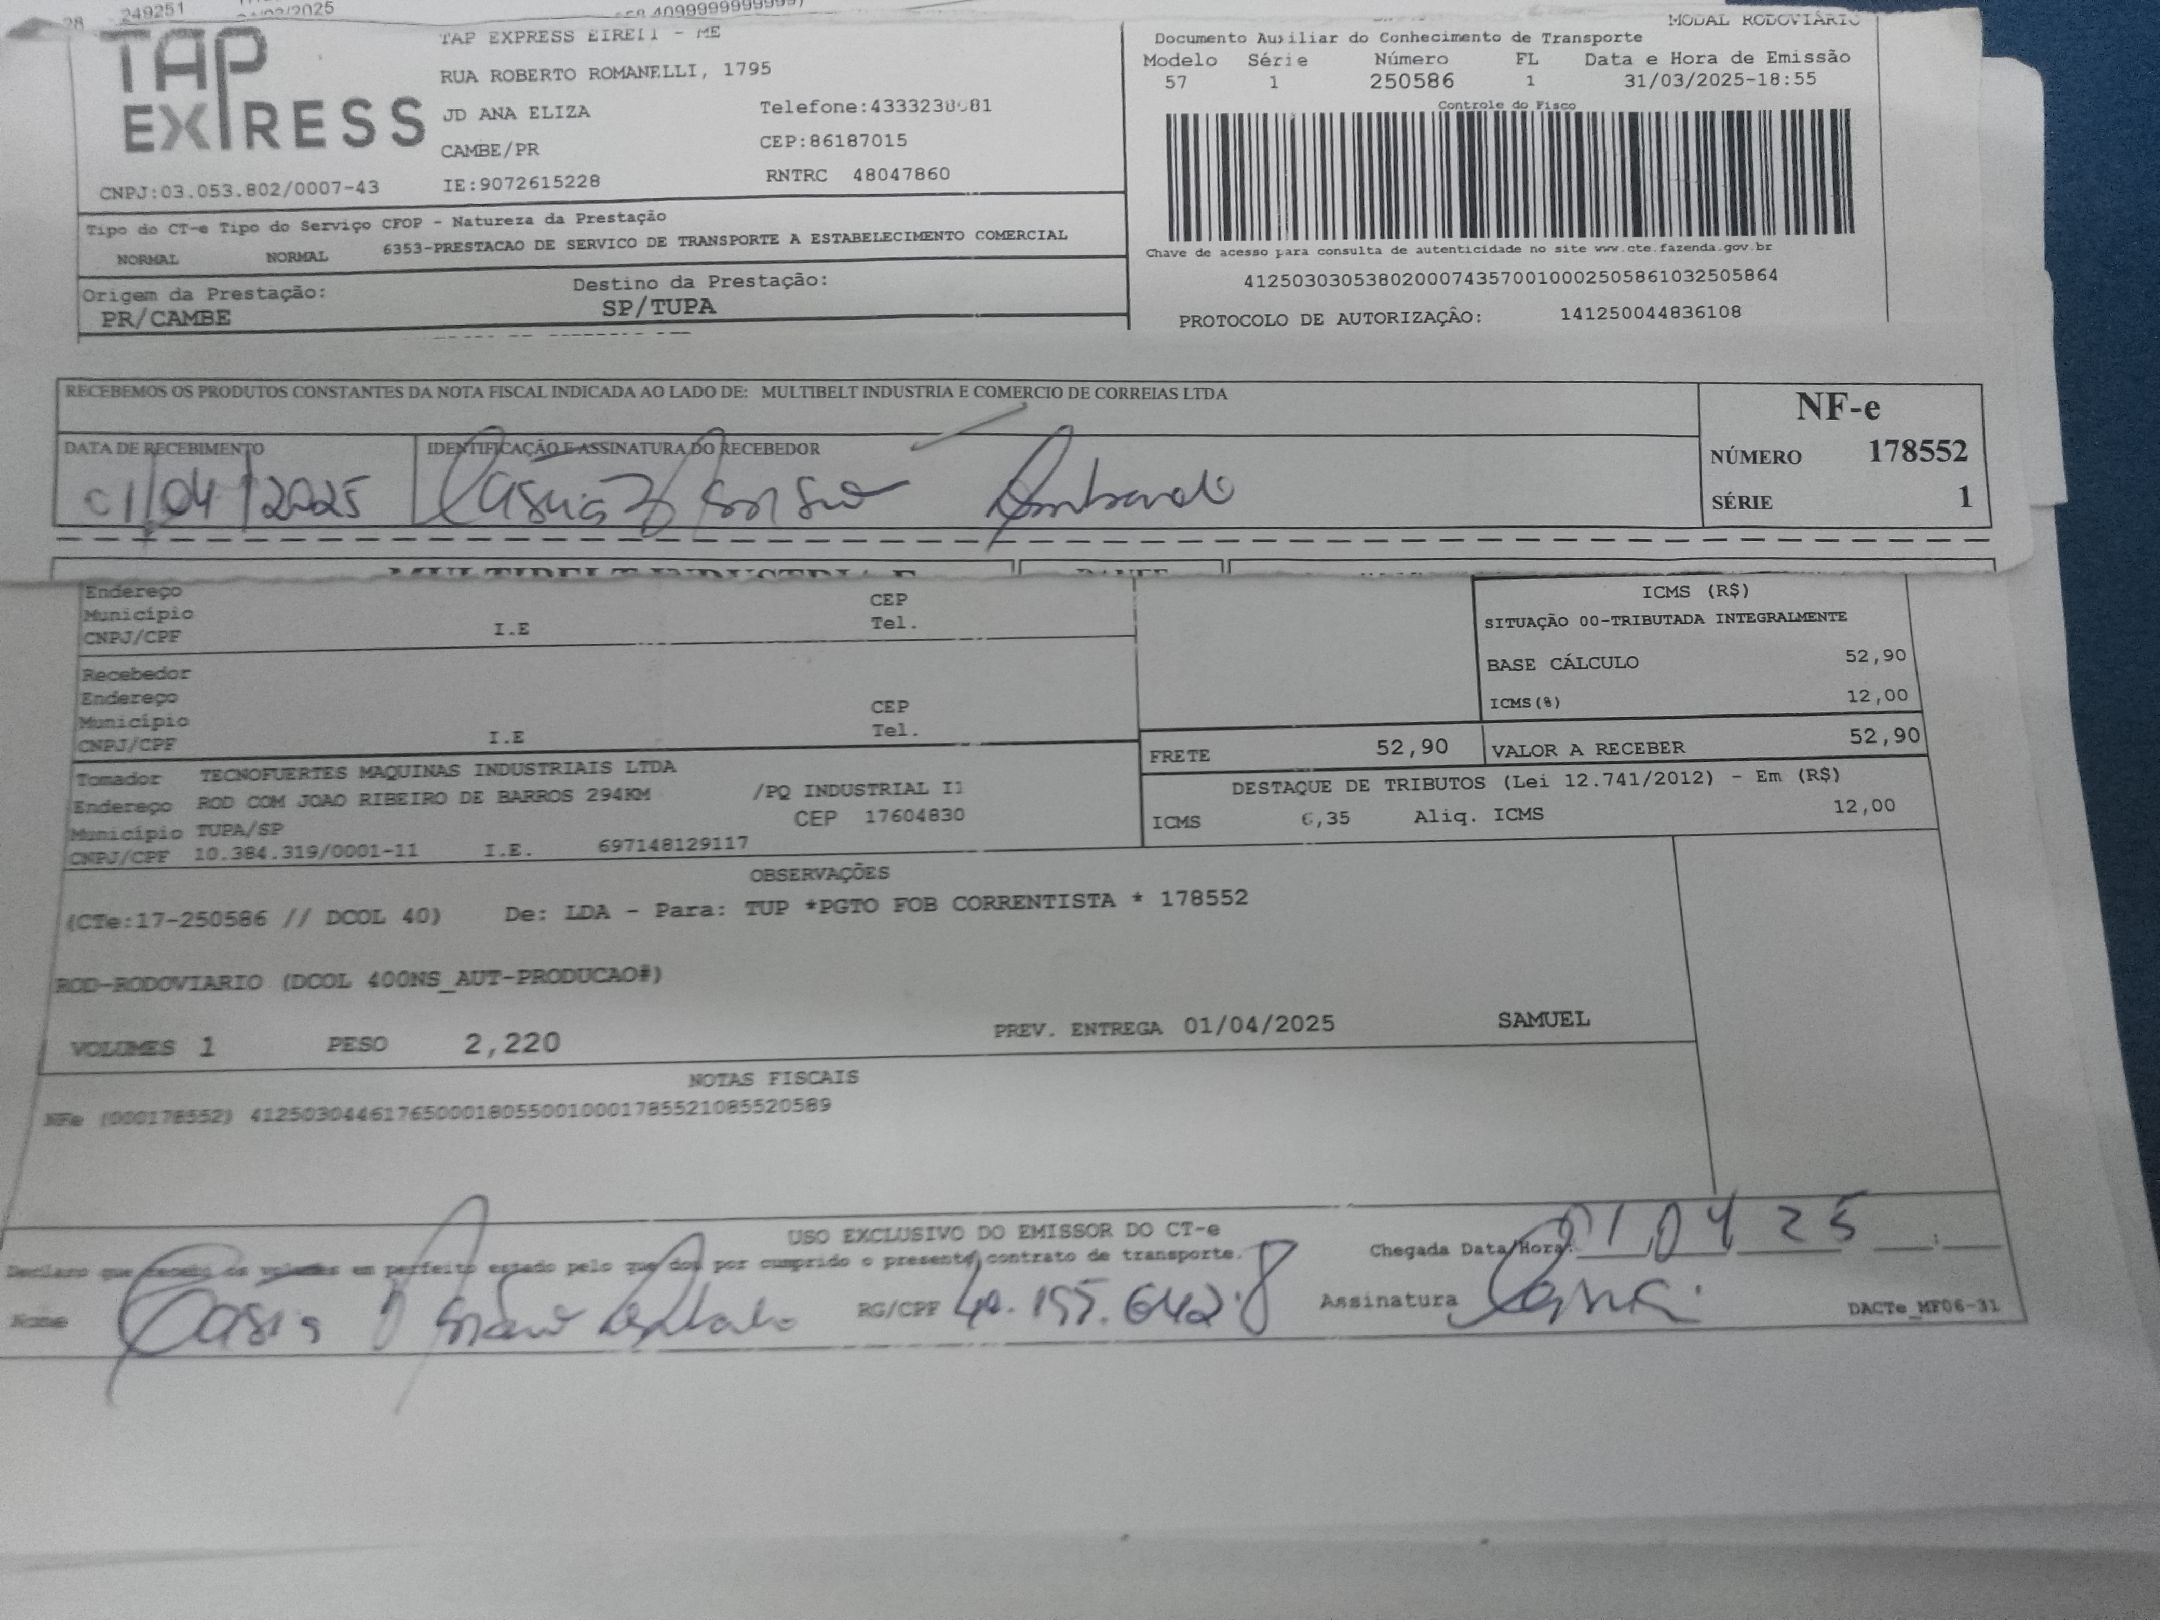 28 249251
TAP
EXPRESS
TAP EXPRESS EIRELI - ME
RUA ROBERTO ROMANELLI, 1795
JD ANA ELIZA Telefone:4333238981
CAMBE/PR CEP:86187015
CNPJ:03.053.802/0007-43 IE:9072615228 RNTRC 48047860
MODAL RODOVIÁRIO
Documento Auxiliar do Conhecimento de Transporte
Modelo Série Número FL Data e Hora de Emissão
57 1 250586 1 31/03/2025-18:55
Controle do Fisco
Chave de acesso para consulta de autenticidade no site www.cte.fazenda.gov.br
41250303053802000743570010002505861032505864
PROTOCOLO DE AUTORIZAÇÃO: 141250044836108
Tipo do CT-e Tipo do Serviço CFOP - Natureza da Prestação
NORMAL NORMAL 6353-PRESTACAO DE SERVICO DE TRANSPORTE A ESTABELECIMENTO COMERCIAL
Origem da Prestação: Destino da Prestação:
PR/CAMBE SP/TUPA
RECEBEMOS OS PRODUTOS CONSTANTES DA NOTA FISCAL INDICADA AO LADO DE: MULTIBELT INDUSTRIA E COMERCIO DE CORREIAS LTDA
NF-e
DATA DE RECEBIMENTO IDENTIFICAÇÃO E ASSINATURA DO RECEBEDOR
NÚMERO 178552
01/04/2025
SÉRIE 1
Endereço CEP
Município Tel.
CNPJ/CPF I.E
Recebedor
Endereço CEP
Município Tel.
CNPJ/CPF I.E
ICMS (R$)
SITUAÇÃO 00-TRIBUTADA INTEGRALMENTE
BASE CÁLCULO 52,90
ICMS(%) 12,00
FRETE 52,90 VALOR A RECEBER 52,90
DESTAQUE DE TRIBUTOS (Lei 12.741/2012) - Em (R$)
ICMS 6,35 Aliq. ICMS 12,00
Tomador TECNOFUERTES MAQUINAS INDUSTRIAIS LTDA
Endereço ROD COM JOAO RIBEIRO DE BARROS 294KM /PQ INDUSTRIAL II
Município TUPA/SP CEP 17604830
CNPJ/CPF 10.384.319/0001-11 I.E. 697148129117
OBSERVAÇÕES
(CTe:17-250586 // DCOL 40) De: LDA - Para: TUP *PGTO FOB CORRENTISTA * 178552
ROD-RODOVIARIO (DCOL 400NS_AUT-PRODUCAO#)
VOLUMES 1 PESO 2,220 PREV. ENTREGA 01/04/2025 SAMUEL
NOTAS FISCAIS
NFe (000178552) 41250304461765000180550010001785521085520589
USO EXCLUSIVO DO EMISSOR DO CT-e
Declaro que recebi os volumes em perfeito estado pelo que dou por cumprido o presente contrato de transporte.
Chegada Data/Hora: 01 04 25 :
Nome RG/CPF 40.155.642-8 Assinatura DACTe_MF06-31